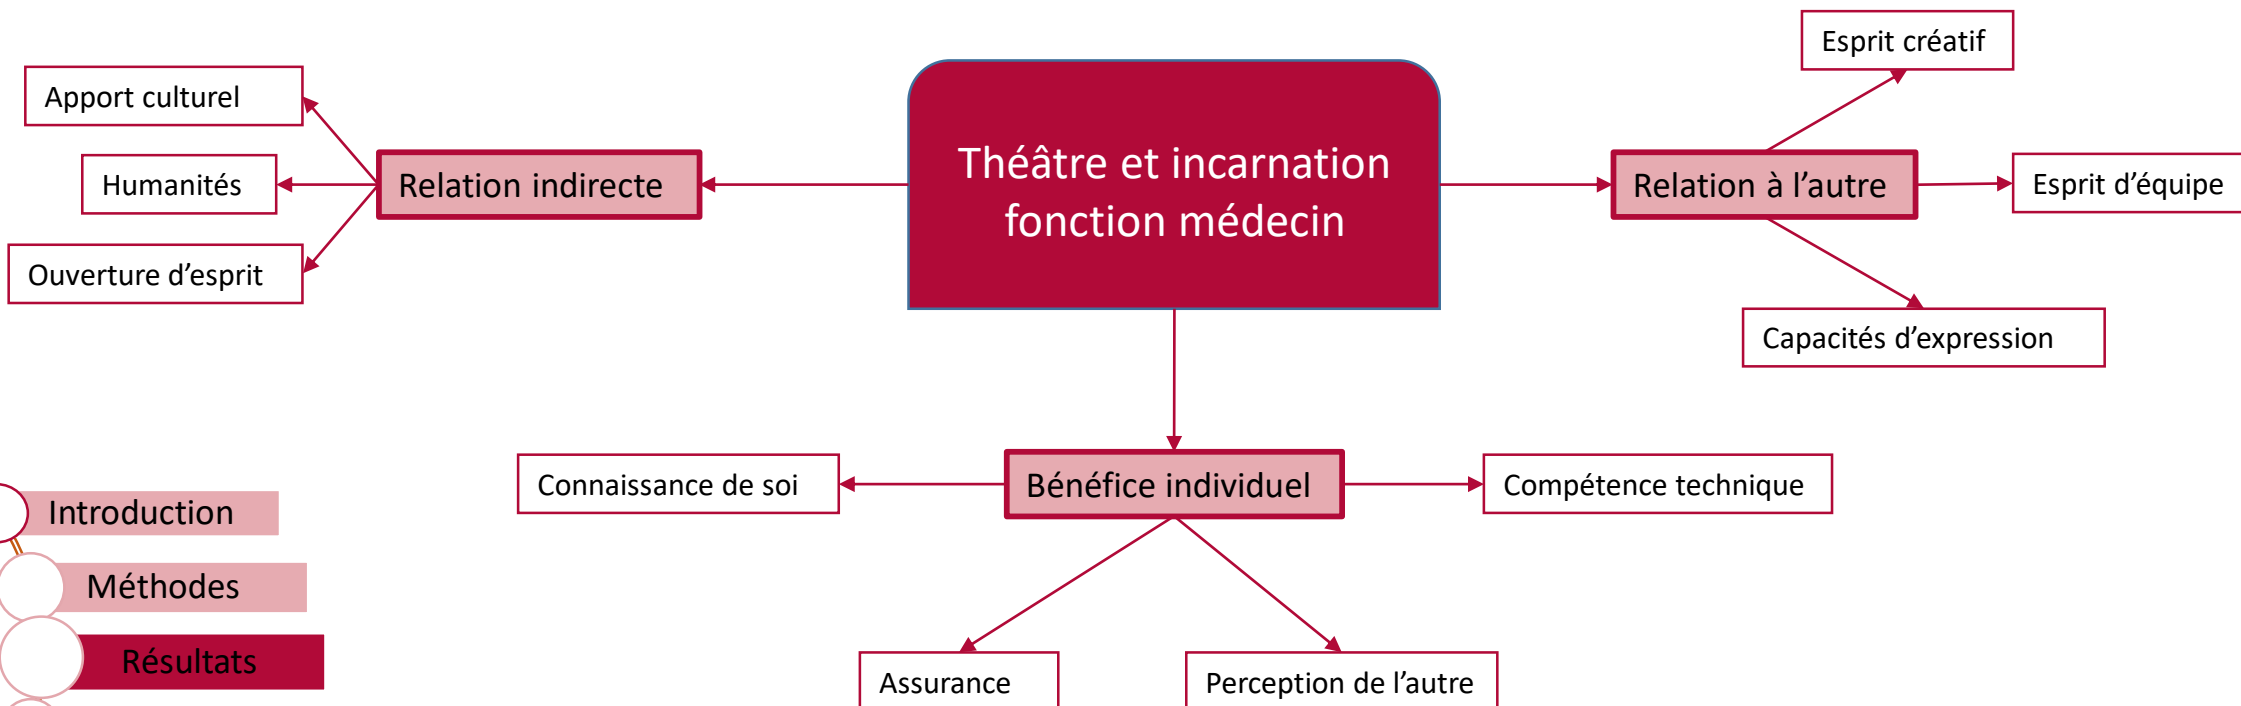 Esprit créatif
Apport culturel
Théâtre et incarnation
fonction médecin
Humanités
Relation indirecte
Relation à l’autre
Esprit d’équipe
Ouverture d’esprit
Capacités d’expression
Connaissance de soi
Bénéfice individuel
Compétence technique
Introduction
Méthodes
Résultats
Assurance
Perception de l’autre